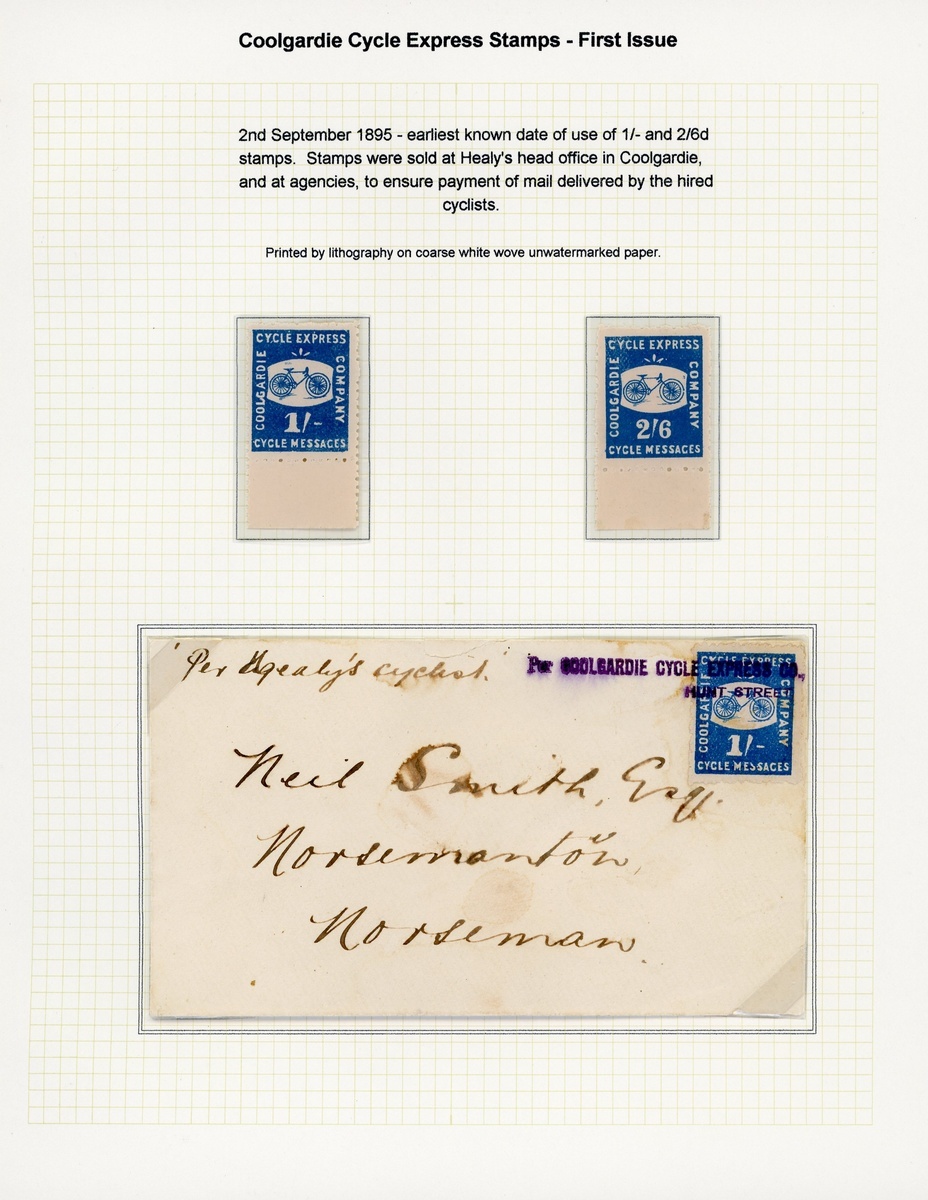 Coolgardie Cycle Express Stamps - First Issue
2nd September 1895 - earliest known date of use of 1/- and 2/6d
stamps. Stamps were sold at Healy's head office in Coolgardie,
and at agencies, to ensure payment of mail delivered by the hired
cyclists.
Printed by lithography on coarse white wove unwatermarked paper.
CYCLE EXPRESS
COOLGARDIE
COMPANY
1/-
CYCLE MESSAGES
CYCLE EXPRESS
COOLGARDIE
COMPANY
2/6
CYCLE MESSAGES
'Per Healy's cyclist.'
Per COOLGARDIE CYCLE EXPRESS CO.,
HUNT STREET
CYCLE EXPRESS
COOLGARDIE
COMPANY
1/-
CYCLE MESSAGES
Neil Smith, Esq.
Norsemanton,
Norseman.